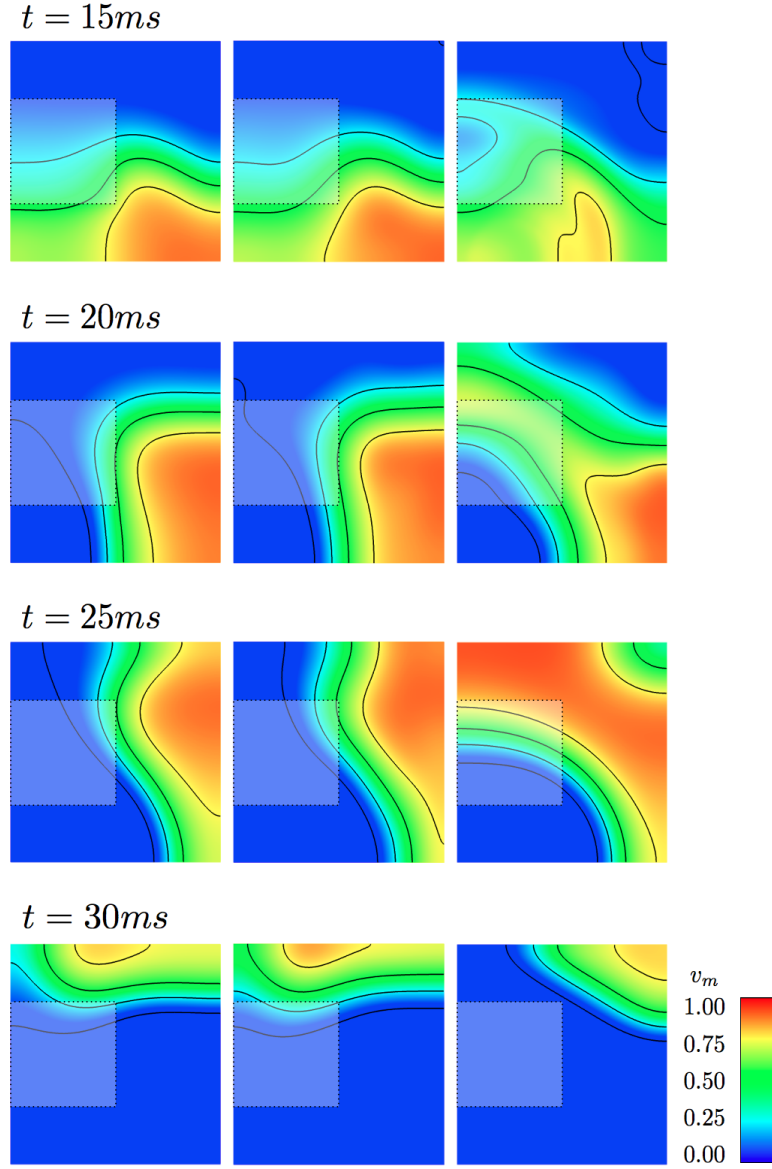 t = 15ms
t = 20ms
t = 25ms
t = 30ms
v_m
1.00
0.75
0.50
0.25
0.00